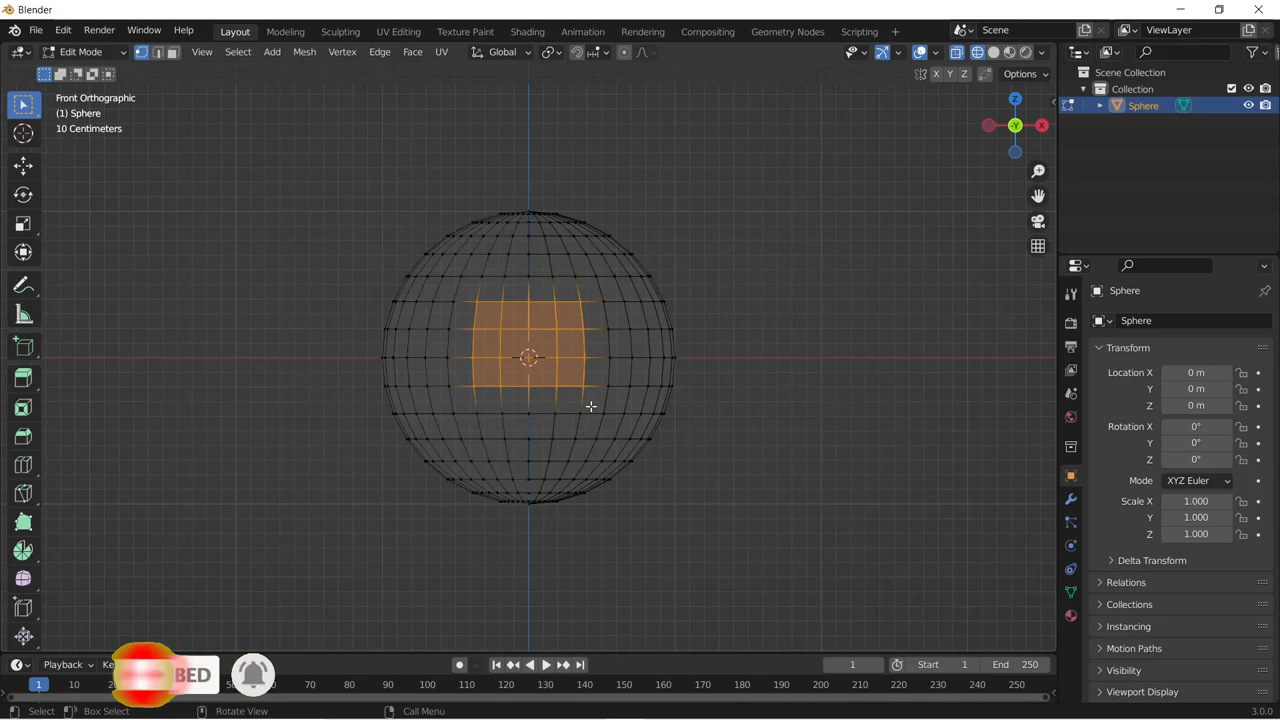 Blender
File Edit Render Window Help Layout Modeling Sculpting UV Editing Texture Paint Shading Animation Rendering Compositing Geometry Nodes Scripting Scene ViewLayer
Edit Mode View Select Add Mesh Vertex Edge Face UV Global
X Y Z Options
Front Orthographic
(1) Sphere
10 Centimeters
Z
-Y X
Scene Collection
Collection
Sphere
Sphere
Sphere
Transform
Location X 0 m
Y 0 m
Z 0 m
Rotation X 0°
Y 0°
Z 0°
Mode XYZ Euler
Scale X 1.000
Y 1.000
Z 1.000
Delta Transform
Relations
Collections
Instancing
Motion Paths
Visibility
Viewport Display
Playback Ke 1 Start 1 End 250
BED
1 10 50 60 70 80 90 100 110 120 130 140 150 160 170 180 190 200 210 220 230 240 250
Select Box Select Rotate View Call Menu 3.0.0